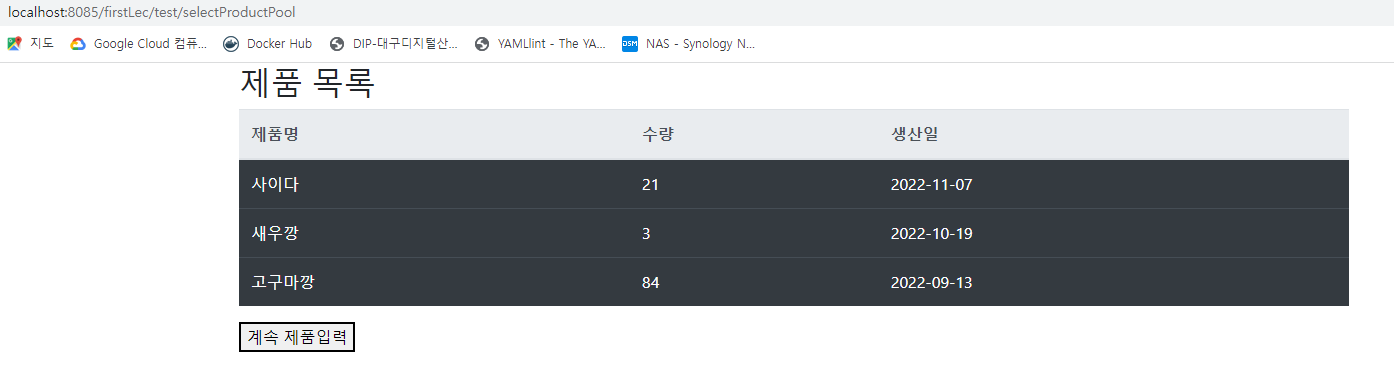 localhost:8085/firstLec/test/selectProductPool
지도 Google Cloud 컴퓨... Docker Hub DIP-대구디지털산... YAMLlint - The YA... DSM NAS - Synology N...
제품 목록
제품명 수량 생산일
사이다 21 2022-11-07
새우깡 3 2022-10-19
고구마깡 84 2022-09-13
계속 제품입력